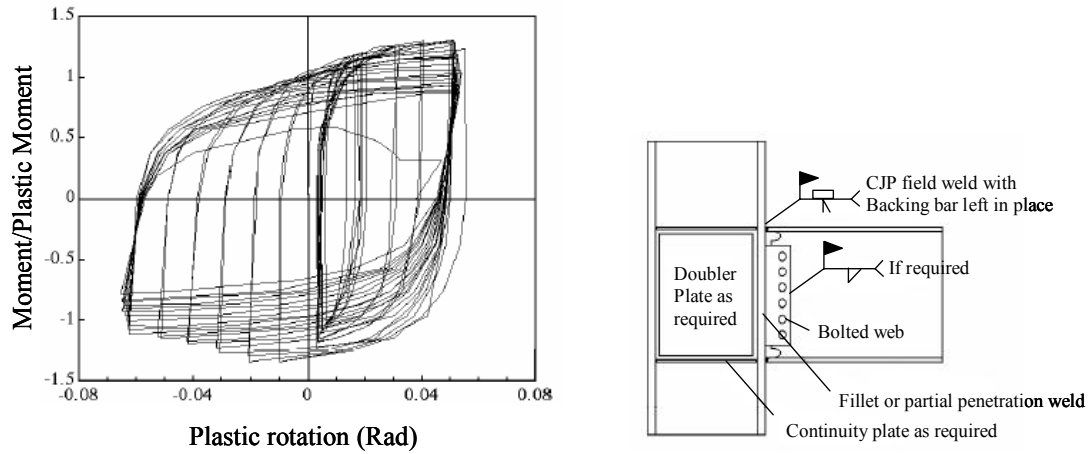 Moment/Plastic Moment
1.5
1
0.5
0
-0.5
-1
-1.5
-0.08 -0.04 0 0.04 0.08
Plastic rotation (Rad)
CJP field weld with
Backing bar left in place
Doubler
Plate as
required
If required
Bolted web
Fillet or partial penetration weld
Continuity plate as required